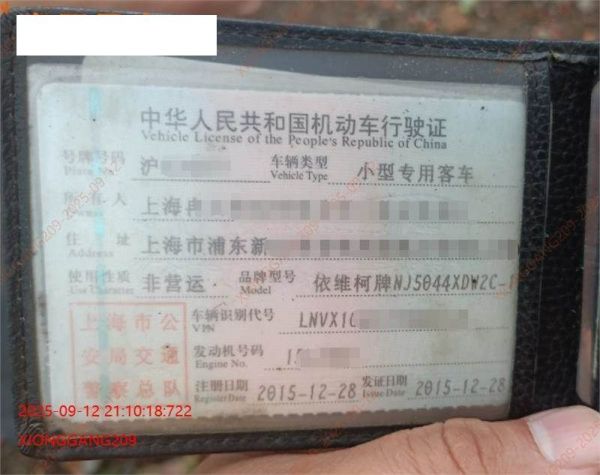 中华人民共和国机动车行驶证
Vehicle License of the People's Republic of China
号牌号码 沪 车辆类型 小型专用客车
Plate No. Vehicle Type
所有人 上海
住址 上海市浦东新
Address
使用性质 非营运 品牌型号 依维柯牌NJ5044XDW2C-
Use Character Model
上海市公 车辆识别代号 LNVX1
VIN
安局交通 发动机号码
Engine No.
警察总队 注册日期 2015-12-28 发证日期 2015-12-28
Register Date Issue Date
2025-09-12 21:10:18:722
XIONGGANG209